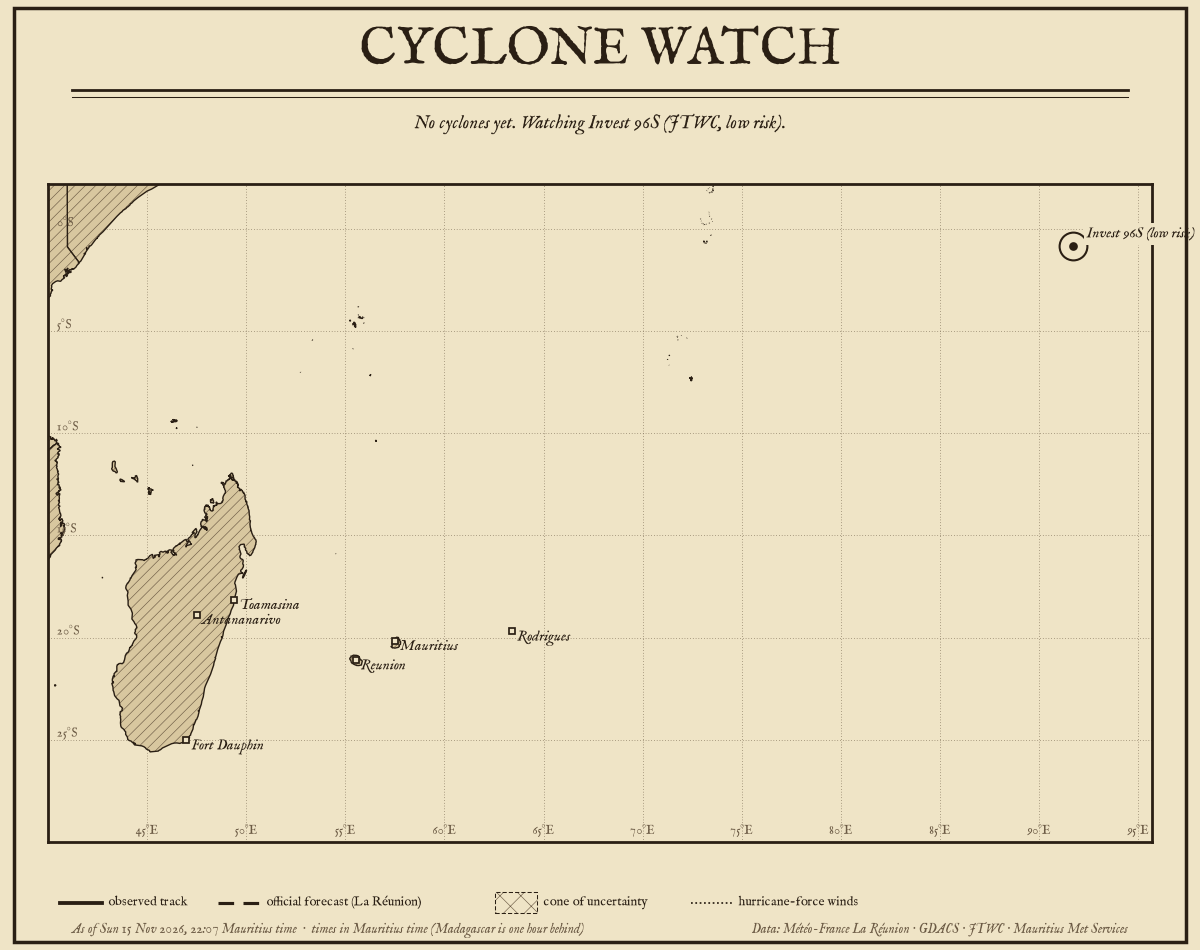 CYCLONE WATCH
No cyclones yet. Watching Invest 96S (JTWC, low risk).
0°S
Invest 96S (low risk)
5°S
10°S
°S
Toamasina
Antananarivo
20°S
Rodrigues
Mauritius
Reunion
25°S
Fort Dauphin
45°E 50°E 55°E 60°E 65°E 70°E 75°E 80°E 85°E 90°E 95°E
observed track official forecast (La Réunion) cone of uncertainty hurricane-force winds
As of Sun 15 Nov 2026, 22:07 Mauritius time · times in Mauritius time (Madagascar is one hour behind) Data: Météo-France La Réunion · GDACS · JTWC · Mauritius Met Services